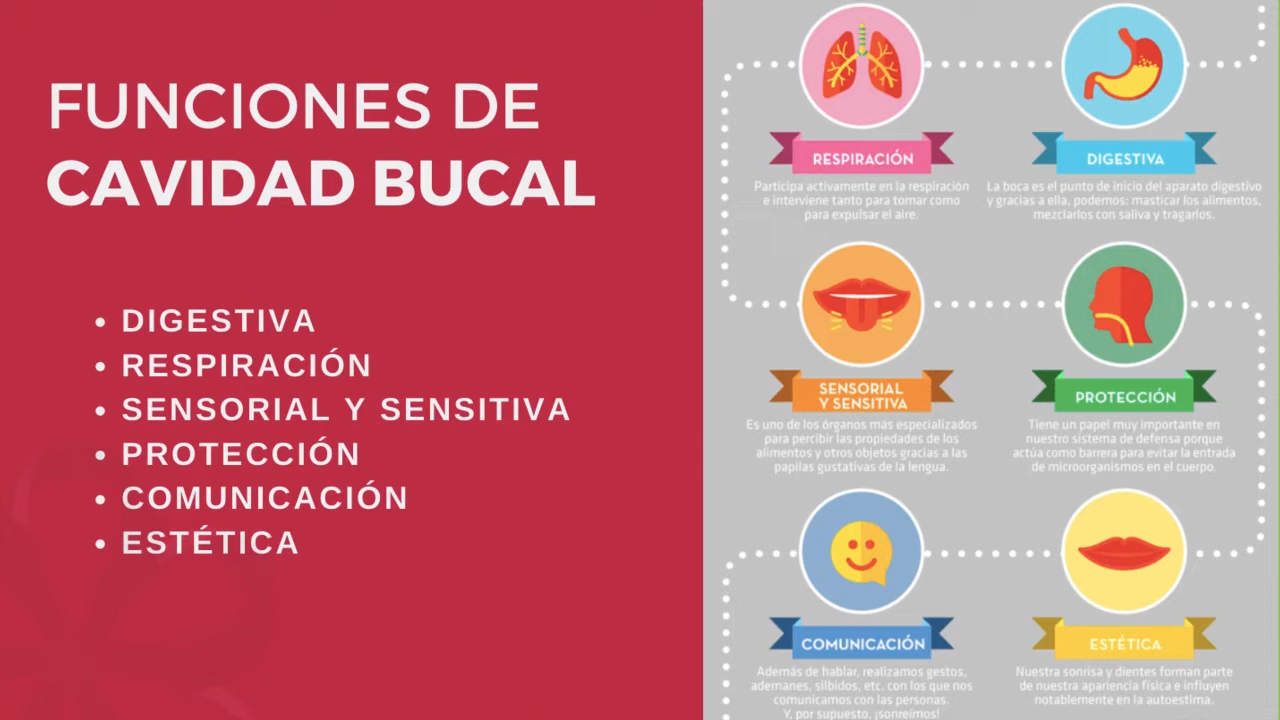 FUNCIONES DE
CAVIDAD BUCAL
• DIGESTIVA
• RESPIRACIÓN
• SENSORIAL Y SENSITIVA
• PROTECCIÓN
• COMUNICACIÓN
• ESTÉTICA
RESPIRACIÓN
Participa activamente en la respiración
e interviene tanto para tomar como
para expulsar el aire.
DIGESTIVA
La boca es el punto de inicio del aparato digestivo
y gracias a ella, podemos: masticar los alimentos,
mezclarlos con saliva y tragarlos.
SENSORIAL
Y SENSITIVA
Es uno de los órganos más especializados
para percibir las propiedades de los
alimentos y otros objetos gracias a las
papilas gustativas de la lengua.
PROTECCIÓN
Tiene un papel muy importante en
nuestro sistema de defensa porque
actúa como barrera para evitar la entrada
de microorganismos en el cuerpo.
COMUNICACIÓN
Además de hablar, realizamos gestos,
ademanes, silbidos, etc. con los que nos
comunicamos con las personas.
Y, por supuesto, ¡sonreímos!
ESTÉTICA
Nuestra sonrisa y dientes forman parte
de nuestra apariencia física e influyen
notablemente en la autoestima.